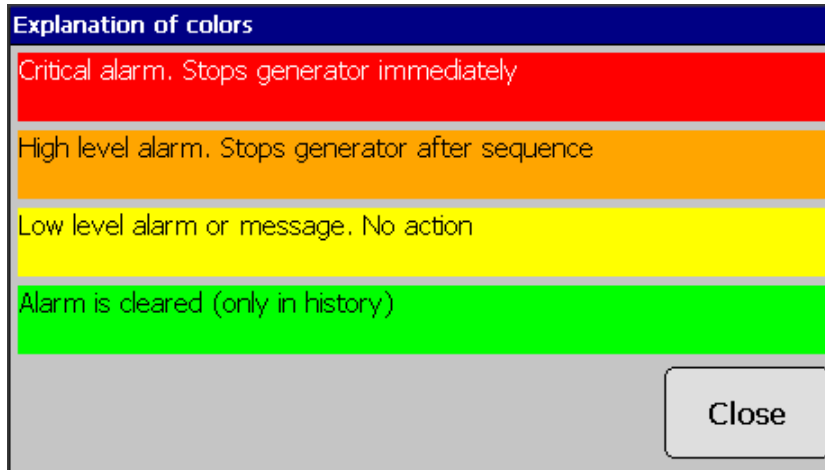 Explanation of colors
Critical alarm. Stops generator immediately
High level alarm. Stops generator after sequence
Low level alarm or message. No action
Alarm is cleared (only in history)
Close